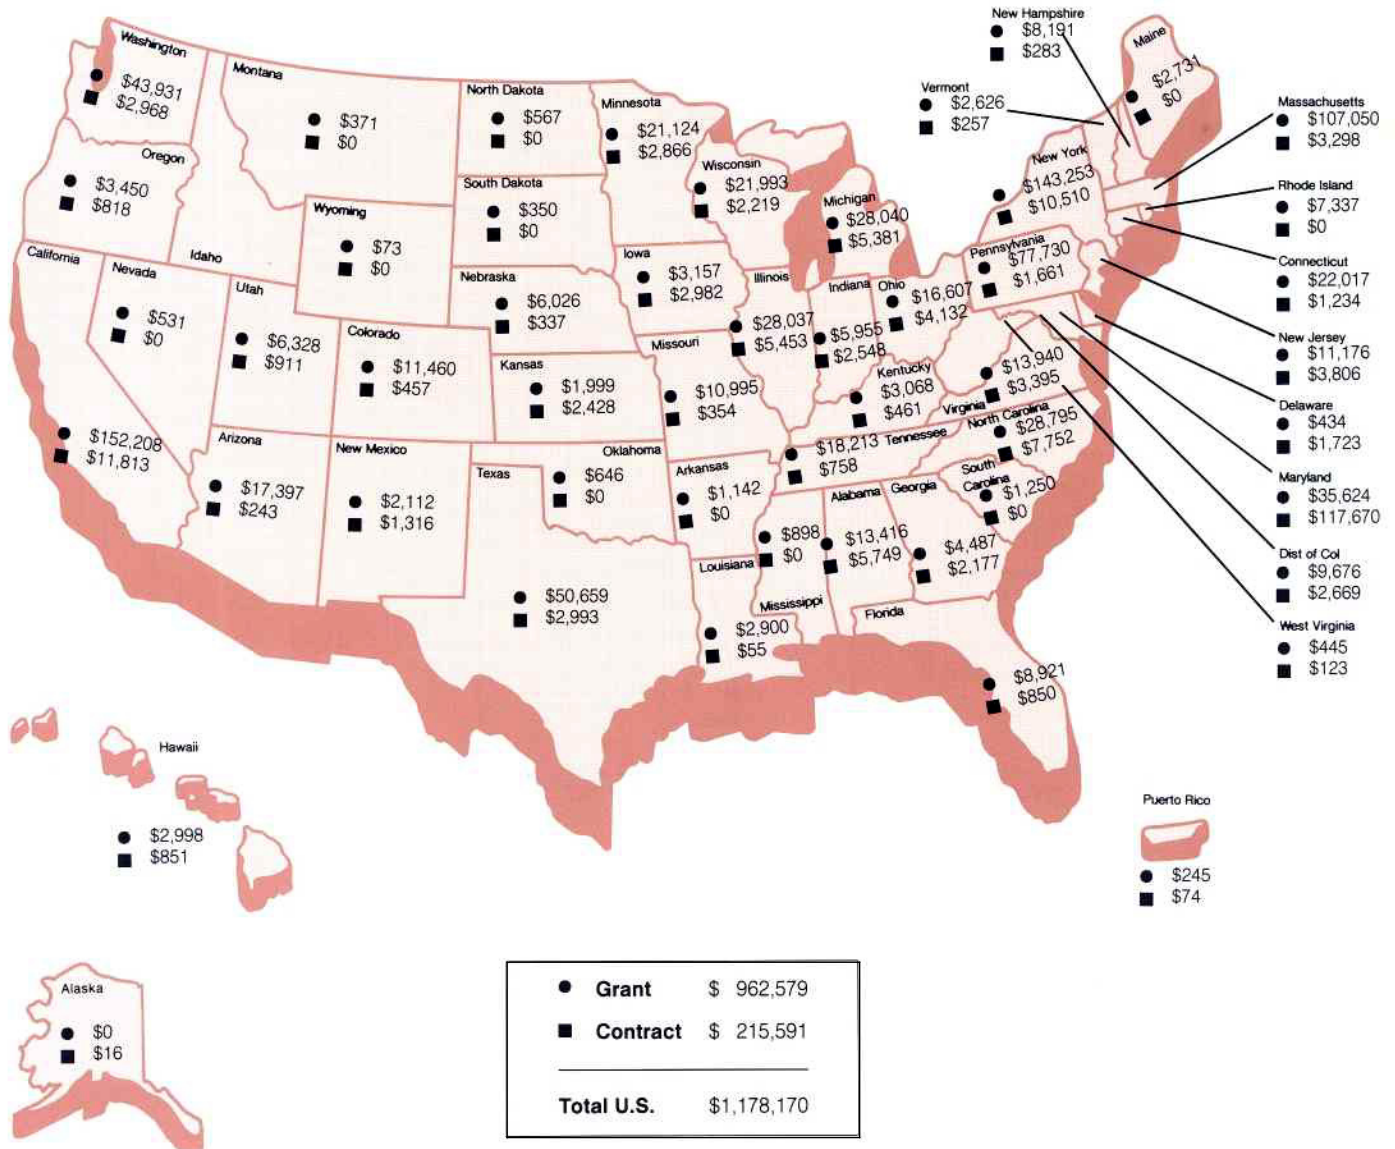 New Hampshire
● $8,191
■ $283
Vermont
● $2,626
■ $257
Maine
● $2,731
■ $0
Massachusetts
● $107,050
■ $3,298
Rhode Island
● $7,337
■ $0
Connecticut
● $22,017
■ $1,234
New Jersey
● $11,176
■ $3,806
Delaware
● $434
■ $1,723
Maryland
● $35,624
■ $117,670
Dist of Col
● $9,676
■ $2,669
West Virginia
● $445
■ $123
Washington
● $43,931
■ $2,968
Montana
● $371
■ $0
North Dakota
● $567
■ $0
Minnesota
● $21,124
■ $2,866
Wisconsin
● $21,993
■ $2,219
Michigan
● $28,040
■ $5,381
New York
● $143,253
■ $10,510
Oregon
● $3,450
■ $818
Idaho
Wyoming
● $73
■ $0
South Dakota
● $350
■ $0
Iowa
● $3,157
■ $2,982
Illinois
● $28,037
■ $5,453
Indiana
● $5,955
■ $2,548
Ohio
● $16,607
■ $4,132
Pennsylvania
● $77,730
■ $1,661
California
● $152,208
■ $11,813
Nevada
● $531
■ $0
Utah
● $6,328
■ $911
Colorado
● $11,460
■ $457
Nebraska
● $6,026
■ $337
Kansas
● $1,999
■ $2,428
Missouri
● $10,995
■ $354
Kentucky
● $3,068
■ $461
Virginia
● $13,940
■ $3,395
Arizona
● $17,397
■ $243
New Mexico
● $2,112
■ $1,316
Texas
● $50,659
■ $2,993
Oklahoma
● $646
■ $0
Arkansas
● $1,142
■ $0
Tennessee
● $18,213
■ $758
North Carolina
● $28,795
■ $7,752
South
Carolina
● $1,250
■ $0
Louisiana
● $2,900
■ $55
Mississippi
● $898
■ $0
Alabama
● $13,416
■ $5,749
Georgia
● $4,487
■ $2,177
Florida
● $8,921
■ $850
Hawaii
● $2,998
■ $851
Puerto Rico
● $245
■ $74
Alaska
● $0
■ $16
● Grant $ 962,579
■ Contract $ 215,591
Total U.S. $1,178,170